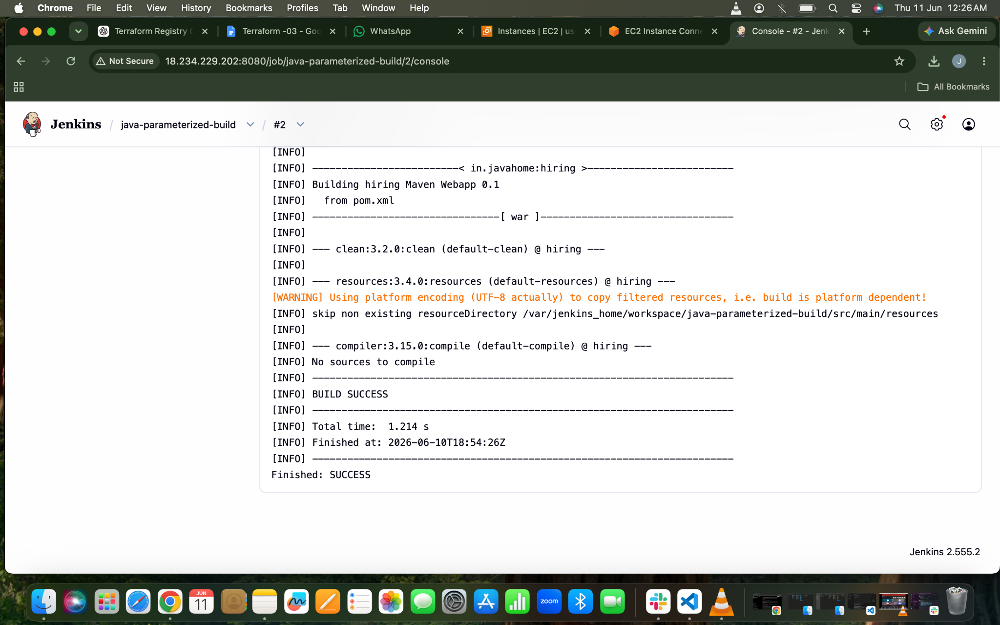 Chrome File Edit View History Bookmarks Profiles Tab Window Help Thu 11 Jun 12:26 AM
Terraform Registry Terraform -03 - Goo WhatsApp Instances | EC2 | us- EC2 Instance Conne Console - #2 - Jenk Ask Gemini
Not Secure 18.234.229.202:8080/job/java-parameterized-build/2/console J
All Bookmarks
Jenkins / java-parameterized-build / #2
[INFO]
[INFO] -------------------------< in.javahome:hiring >-------------------------
[INFO] Building hiring Maven Webapp 0.1
[INFO]   from pom.xml
[INFO] --------------------------------[ war ]---------------------------------
[INFO]
[INFO] --- clean:3.2.0:clean (default-clean) @ hiring ---
[INFO]
[INFO] --- resources:3.4.0:resources (default-resources) @ hiring ---
[WARNING] Using platform encoding (UTF-8 actually) to copy filtered resources, i.e. build is platform dependent!
[INFO] skip non existing resourceDirectory /var/jenkins_home/workspace/java-parameterized-build/src/main/resources
[INFO]
[INFO] --- compiler:3.15.0:compile (default-compile) @ hiring ---
[INFO] No sources to compile
[INFO] ------------------------------------------------------------------------
[INFO] BUILD SUCCESS
[INFO] ------------------------------------------------------------------------
[INFO] Total time:  1.214 s
[INFO] Finished at: 2026-06-10T18:54:26Z
[INFO] ------------------------------------------------------------------------
Finished: SUCCESS
Jenkins 2.555.2
JUN
11
zoom